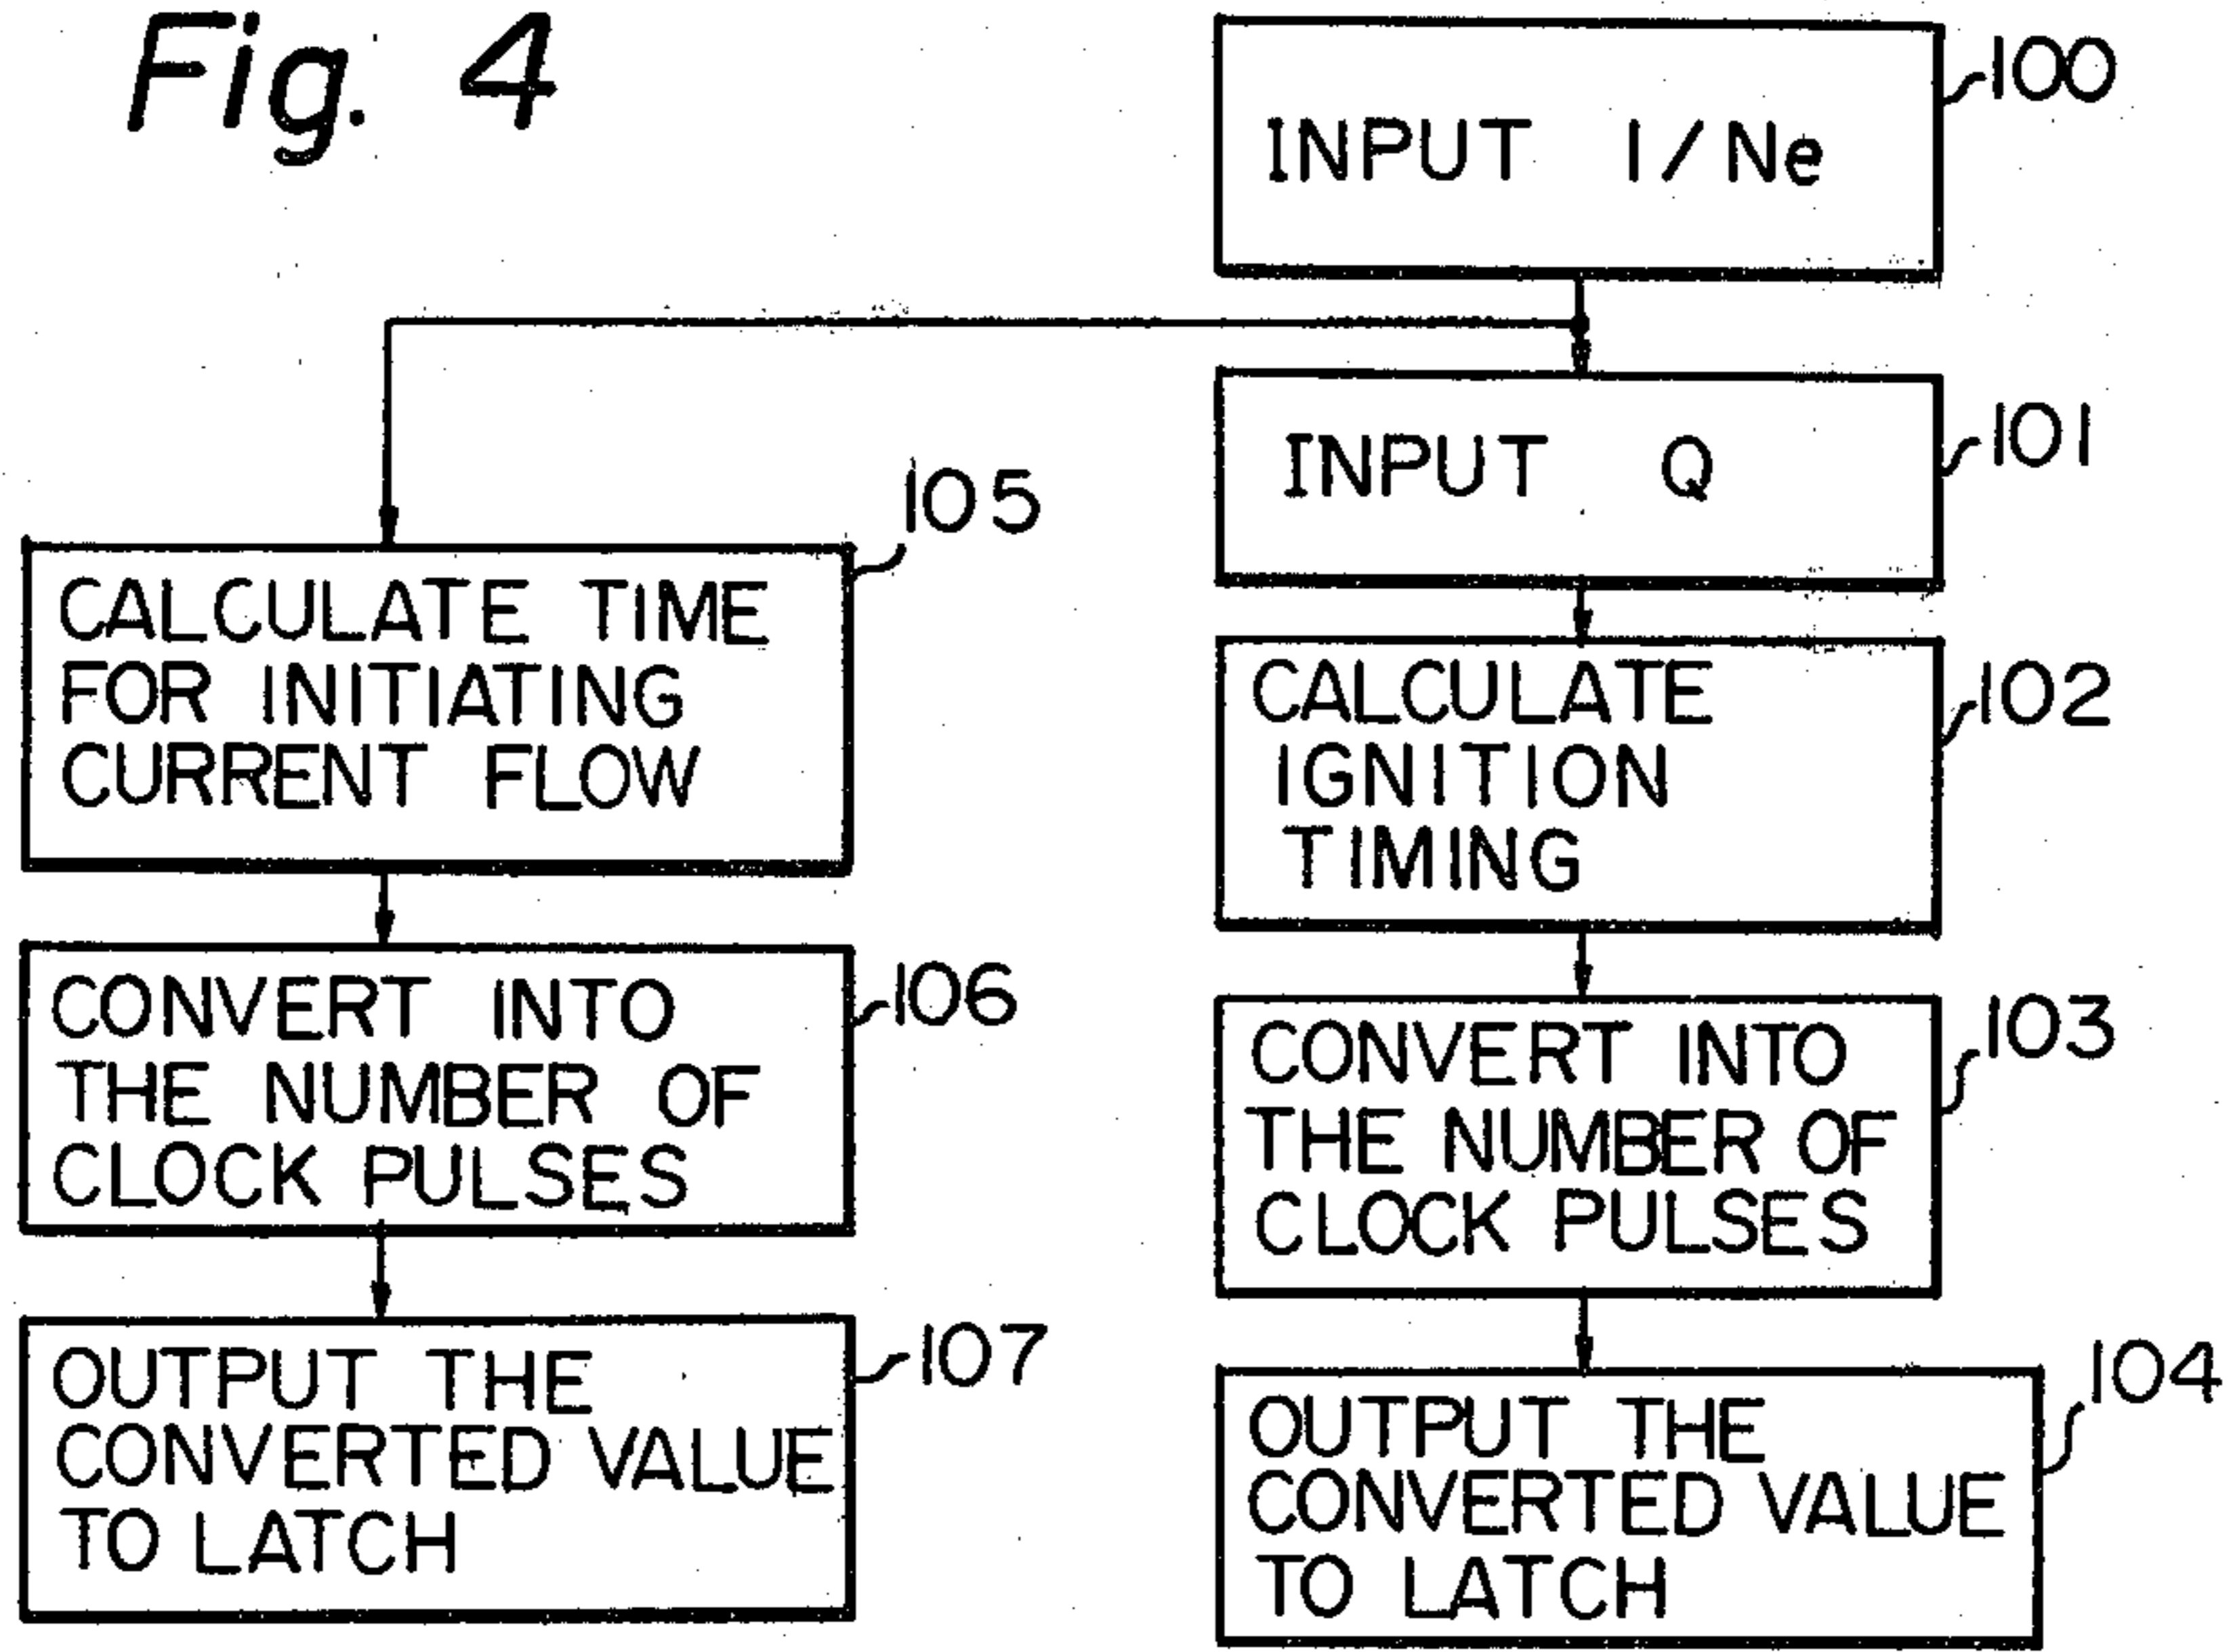 Fig. 4
100
INPUT 1/Ne
101
INPUT Q
105
CALCULATE TIME
FOR INITIATING
CURRENT FLOW
102
CALCULATE
IGNITION
TIMING
106
CONVERT INTO
THE NUMBER OF
CLOCK PULSES
103
CONVERT INTO
THE NUMBER OF
CLOCK PULSES
107
OUTPUT THE
CONVERTED VALUE
TO LATCH
104
OUTPUT THE
CONVERTED VALUE
TO LATCH